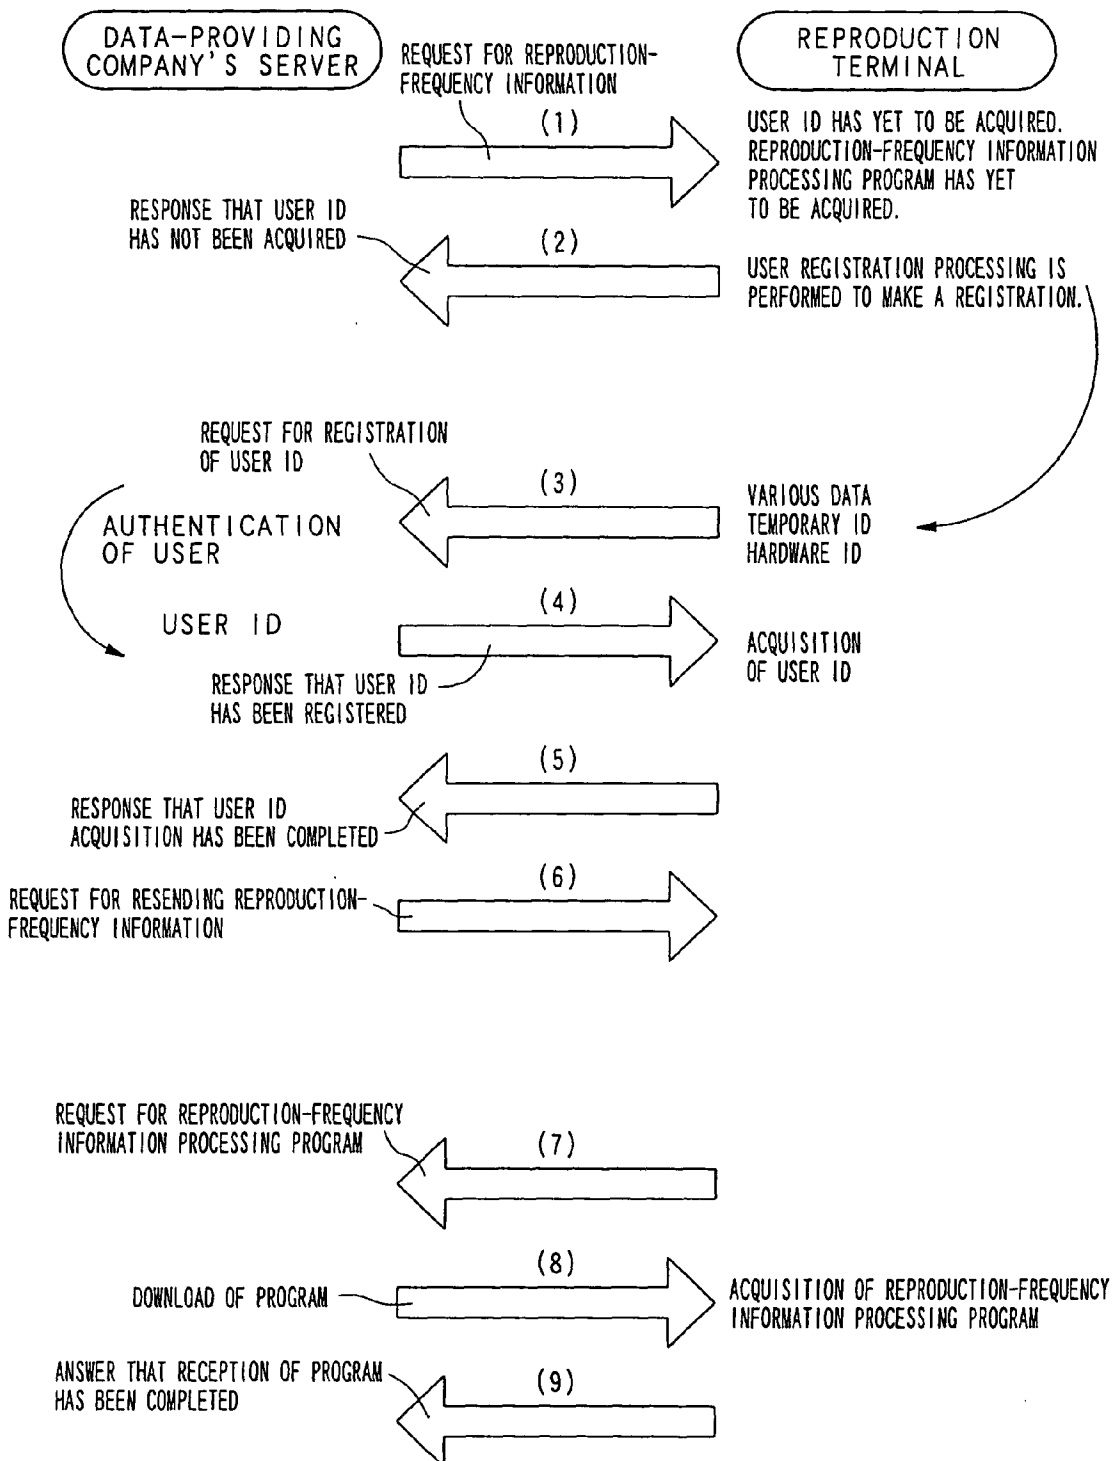 DATA-PROVIDING
COMPANY'S SERVER
REQUEST FOR REPRODUCTION-
FREQUENCY INFORMATION
REPRODUCTION
TERMINAL
(1)
USER ID HAS YET TO BE ACQUIRED.
REPRODUCTION-FREQUENCY INFORMATION
PROCESSING PROGRAM HAS YET
TO BE ACQUIRED.
RESPONSE THAT USER ID
HAS NOT BEEN ACQUIRED
(2)
USER REGISTRATION PROCESSING IS
PERFORMED TO MAKE A REGISTRATION.
REQUEST FOR REGISTRATION
OF USER ID
(3)
VARIOUS DATA
TEMPORARY ID
HARDWARE ID
AUTHENTICATION
OF USER
(4)
USER ID
ACQUISITION
OF USER ID
RESPONSE THAT USER ID
HAS BEEN REGISTERED
(5)
RESPONSE THAT USER ID
ACQUISITION HAS BEEN COMPLETED
(6)
REQUEST FOR RESENDING REPRODUCTION-
FREQUENCY INFORMATION
REQUEST FOR REPRODUCTION-FREQUENCY
INFORMATION PROCESSING PROGRAM
(7)
(8)
DOWNLOAD OF PROGRAM
ACQUISITION OF REPRODUCTION-FREQUENCY
INFORMATION PROCESSING PROGRAM
ANSWER THAT RECEPTION OF PROGRAM
HAS BEEN COMPLETED
(9)